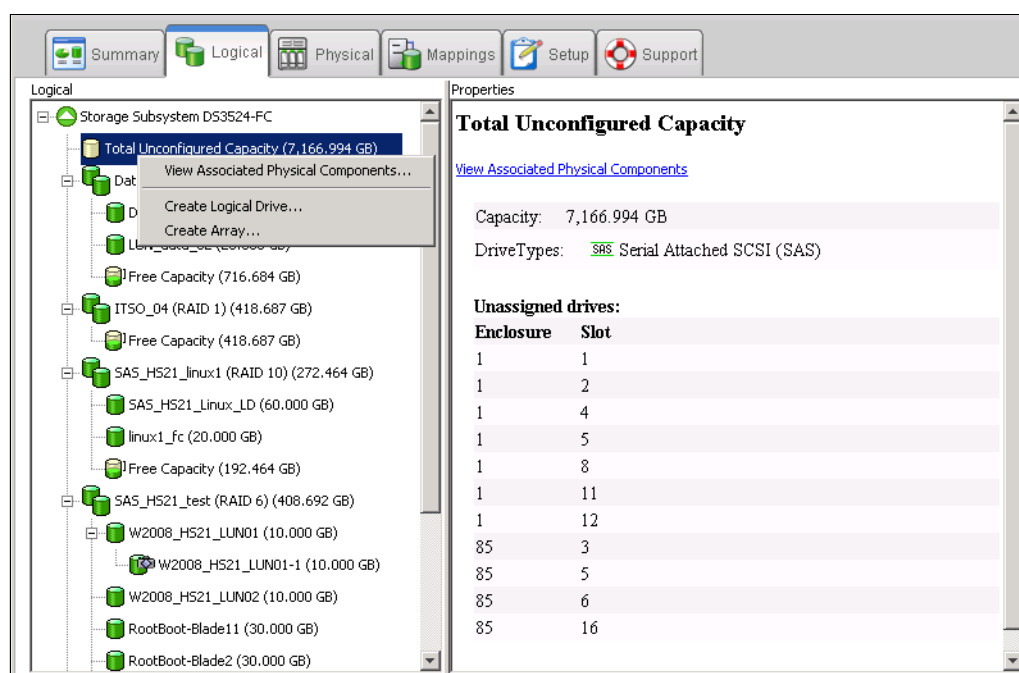 Summary Logical Physical Mappings Setup Support
Logical
Storage Subsystem DS3524-FC
Total Unconfigured Capacity (7,166.994 GB)
Dat
D
Free Capacity (716.684 GB)
ITSO_04 (RAID 1) (418.687 GB)
Free Capacity (418.687 GB)
SAS_HS21_linux1 (RAID 10) (272.464 GB)
SAS_HS21_Linux_LD (60.000 GB)
linux1_fc (20.000 GB)
Free Capacity (192.464 GB)
SAS_HS21_test (RAID 6) (408.692 GB)
W2008_HS21_LUN01 (10.000 GB)
W2008_HS21_LUN01-1 (10.000 GB)
W2008_HS21_LUN02 (10.000 GB)
RootBoot-Blade11 (30.000 GB)
RootBoot-Blade2 (30.000 GB)
View Associated Physical Components...
Create Logical Drive...
Create Array...
Properties
Total Unconfigured Capacity
View Associated Physical Components
Capacity: 7,166.994 GB
DriveTypes: SAS Serial Attached SCSI (SAS)
Unassigned drives:
Enclosure Slot
1 1
1 2
1 4
1 5
1 8
1 11
1 12
85 3
85 5
85 6
85 16